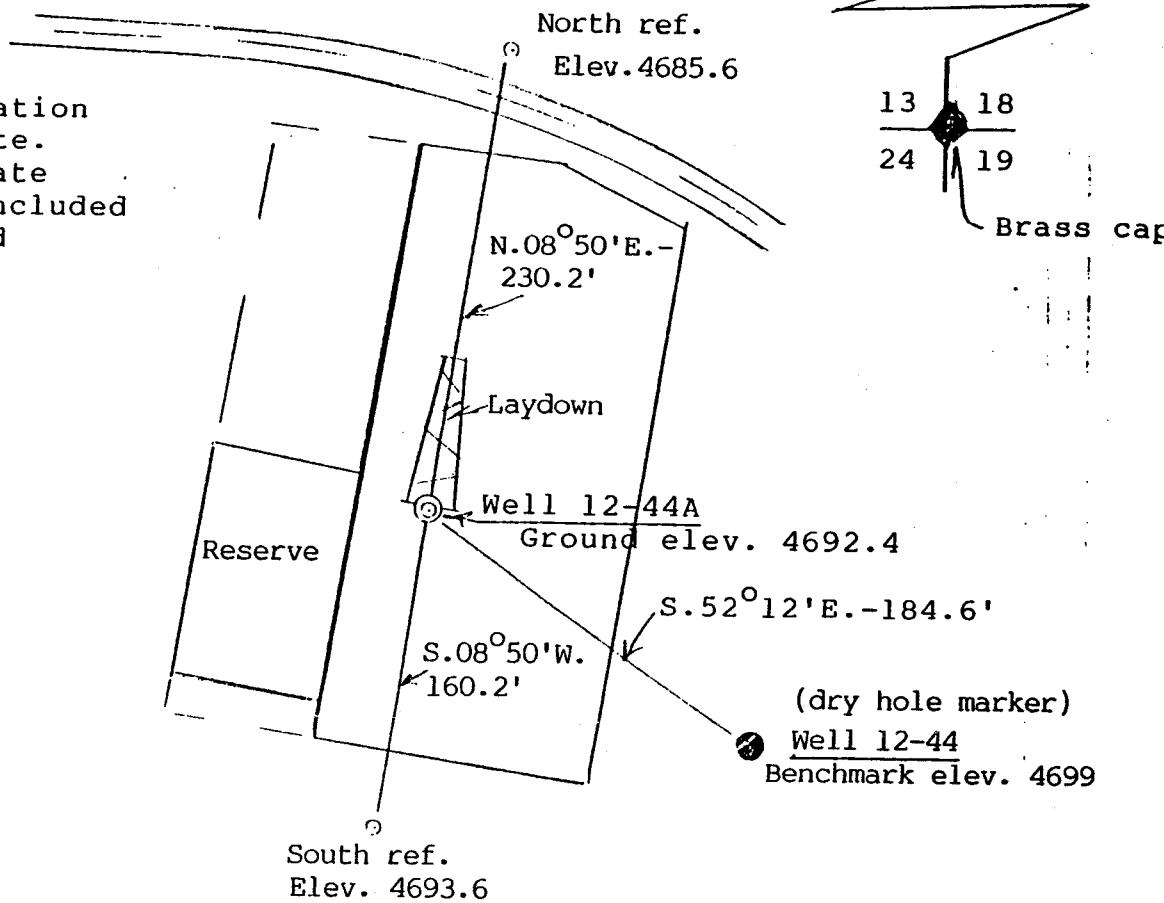 North ref.
Elev.4685.6
13 18
24 19
Brass cap
N.08°50'E.-
230.2'
Laydown
Well 12-44A
Ground elev. 4692.4
Reserve
S.52°12'E.-184.6'
S.08°50'W.
160.2'
(dry hole marker)
Well 12-44
Benchmark elev. 4699
South ref.
Elev. 4693.6
ation
te.
ate
ncluded
d